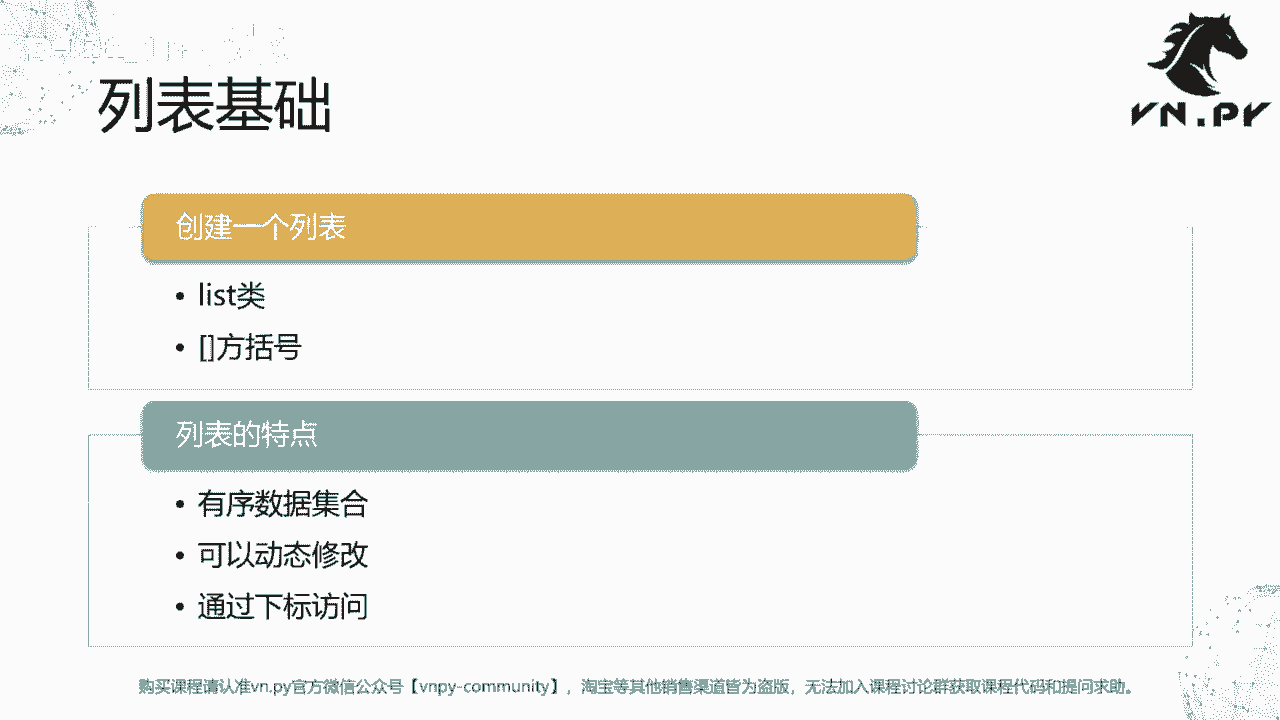 列表基础
VN.PY
创建一个列表
• list类
• []方括号
列表的特点
• 有序数据集合
• 可以动态修改
• 通过下标访问
购买课程请认准vn.py官方微信公众号【vnpy-community】，淘宝等其他销售渠道皆为盗版，无法加入课程讨论群获取课程代码和提问求助。